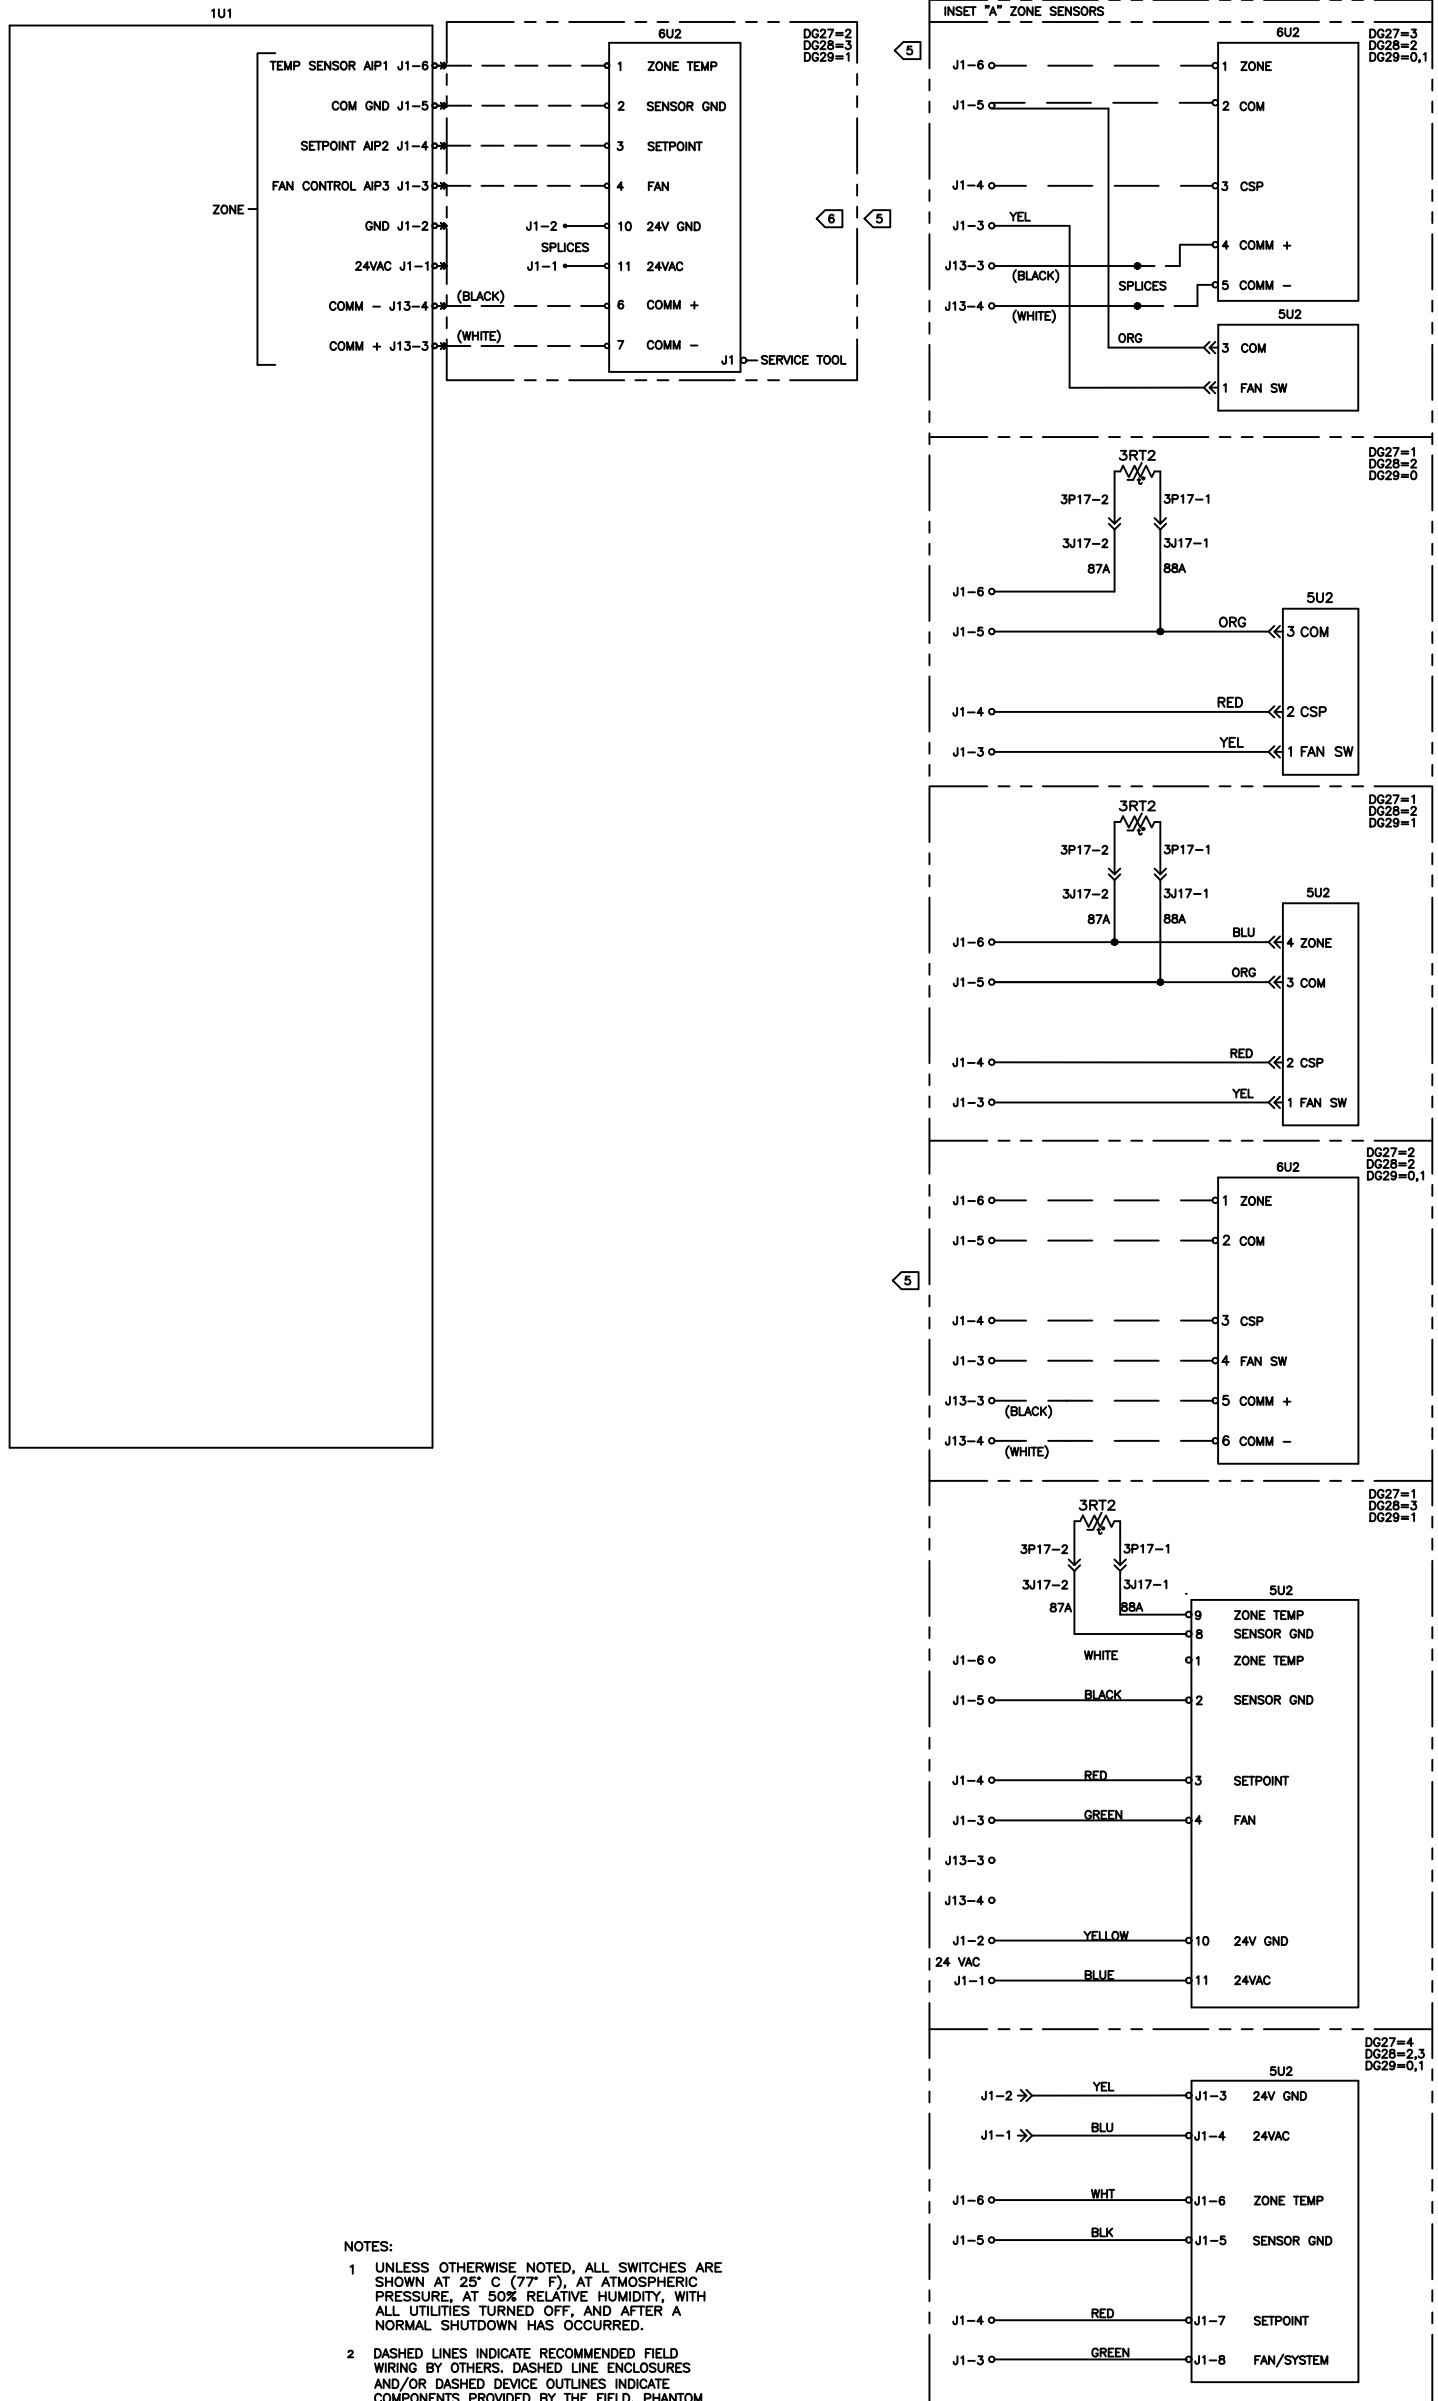 1U1
ZONE
TEMP SENSOR AIP1 J1-6
COM GND J1-5
SETPOINT AIP2 J1-4
FAN CONTROL AIP3 J1-3
GND J1-2
24VAC J1-1
COMM - J13-4
COMM + J13-3
DG27=2
DG28=3
DG29=1
6U2
1 ZONE TEMP
2 SENSOR GND
3 SETPOINT
4 FAN
J1-2 10 24V GND
SPLICES
J1-1 11 24VAC
(BLACK) 6 COMM +
(WHITE) 7 COMM -
J1 SERVICE TOOL
6
5
5
INSET "A" ZONE SENSORS
DG27=3
DG28=2
DG29=0,1
6U2
J1-6 1 ZONE
J1-5 2 COM
J1-4 3 CSP
J1-3 YEL
4 COMM +
J13-3 (BLACK)
SPLICES
5 COMM -
J13-4 (WHITE)
5U2
ORG 3 COM
1 FAN SW
DG27=1
DG28=2
DG29=0
3RT2
3P17-2 3P17-1
3J17-2 3J17-1
87A 88A
J1-6
5U2
J1-5 ORG 3 COM
J1-4 RED 2 CSP
J1-3 YEL 1 FAN SW
DG27=1
DG28=2
DG29=1
3RT2
3P17-2 3P17-1
3J17-2 3J17-1
87A 88A
5U2
J1-6 BLU 4 ZONE
J1-5 ORG 3 COM
J1-4 RED 2 CSP
J1-3 YEL 1 FAN SW
DG27=2
DG28=2
DG29=0,1
6U2
J1-6 1 ZONE
J1-5 2 COM
5
J1-4 3 CSP
J1-3 4 FAN SW
J13-3 (BLACK) 5 COMM +
J13-4 (WHITE) 6 COMM -
DG27=1
DG28=3
DG29=1
3RT2
3P17-2 3P17-1
3J17-2 3J17-1
87A 88A
5U2
9 ZONE TEMP
8 SENSOR GND
J1-6 WHITE 1 ZONE TEMP
J1-5 BLACK 2 SENSOR GND
J1-4 RED 3 SETPOINT
J1-3 GREEN 4 FAN
J13-3
J13-4
J1-2 YELLOW 10 24V GND
24 VAC
J1-1 BLUE 11 24VAC
DG27=4
DG28=2,3
DG29=0,1
5U2
J1-2 YEL J1-3 24V GND
J1-1 BLU J1-4 24VAC
J1-6 WHT J1-6 ZONE TEMP
J1-5 BLK J1-5 SENSOR GND
J1-4 RED J1-7 SETPOINT
J1-3 GREEN J1-8 FAN/SYSTEM
NOTES:
1 UNLESS OTHERWISE NOTED, ALL SWITCHES ARE
SHOWN AT 25° C (77° F), AT ATMOSPHERIC
PRESSURE, AT 50% RELATIVE HUMIDITY, WITH
ALL UTILITIES TURNED OFF, AND AFTER A
NORMAL SHUTDOWN HAS OCCURRED.
2 DASHED LINES INDICATE RECOMMENDED FIELD
WIRING BY OTHERS. DASHED LINE ENCLOSURES
AND/OR DASHED DEVICE OUTLINES INDICATE
COMPONENTS PROVIDED BY THE FIELD. PHANTOM